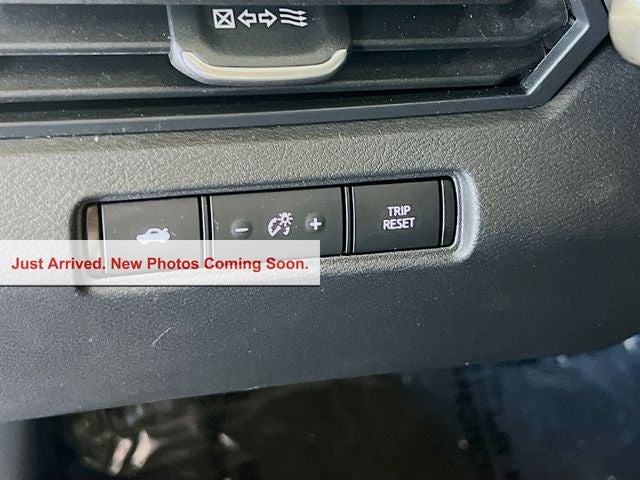 TRIP
RESET
Just Arrived. New Photos Coming Soon.